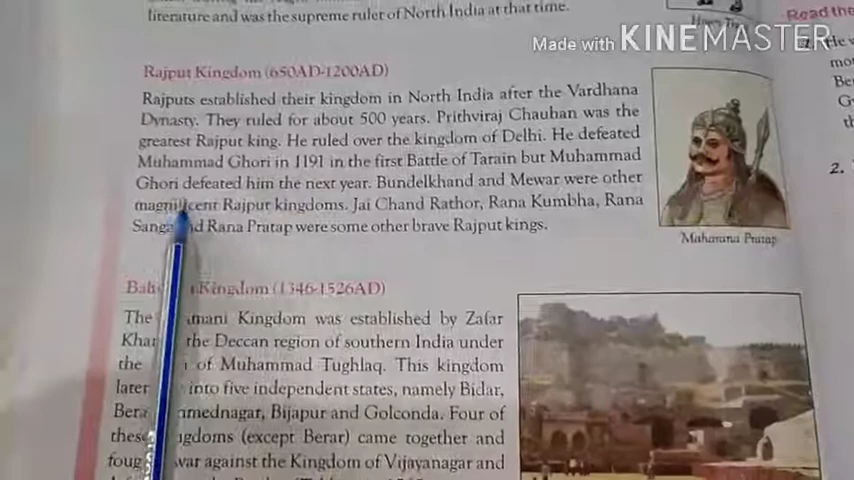 literature and was the supreme ruler of North India at that time.
Made with KINEMASTER
Read the
Rajput Kingdom (650AD-1200AD)
Rajputs established their kingdom in North India after the Vardhana
Dynasty. They ruled for about 500 years. Prithviraj Chauhan was the
greatest Rajput king. He ruled over the kingdom of Delhi. He defeated
Muhammad Ghori in 1191 in the first Battle of Tarain but Muhammad
Ghori defeated him the next year. Bundelkhand and Mewar were other
magnificent Rajput kingdoms. Jai Chand Rathor, Rana Kumbha, Rana
Sanga and Rana Pratap were some other brave Rajput kings.
Maharana Pratap
2.
Kingdom (1346-1526AD)
The Kingdom was established by Zafar
the Deccan region of southern India under
the of Muhammad Tughlaq. This kingdom
later into five independent states, namely Bidar,
Bijapur and Golconda. Four of
(except Berar) came together and
war against the Kingdom of Vijayanagar and